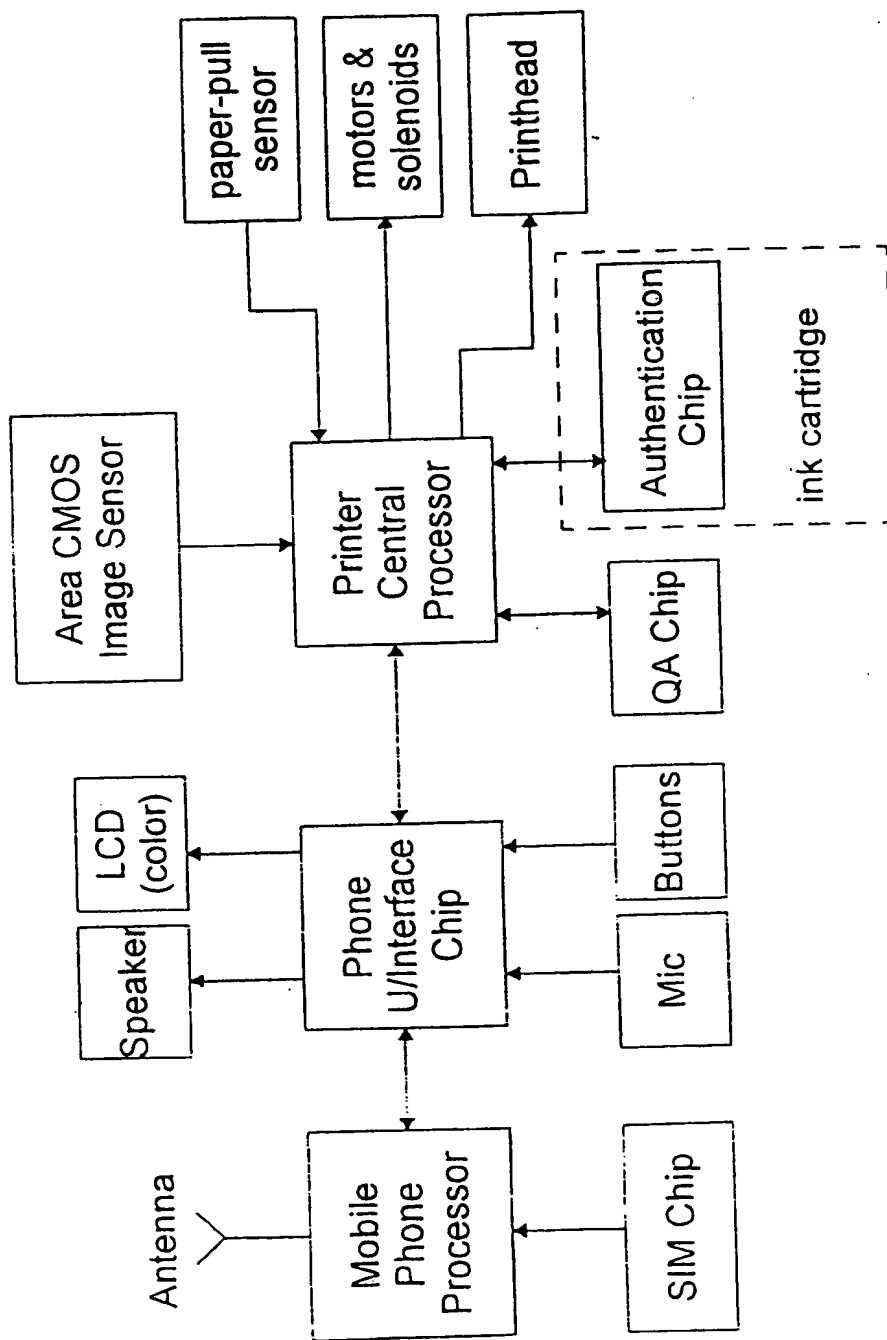 Antenna
Mobile
Phone
Processor
SIM Chip
Speaker
LCD
(color)
Phone
U/Interface
Chip
Mic
Buttons
Area CMOS
Image Sensor
Printer
Central
Processor
QA Chip
Authentication
Chip
ink cartridge
paper-pull
sensor
motors &
solenoids
Printhead